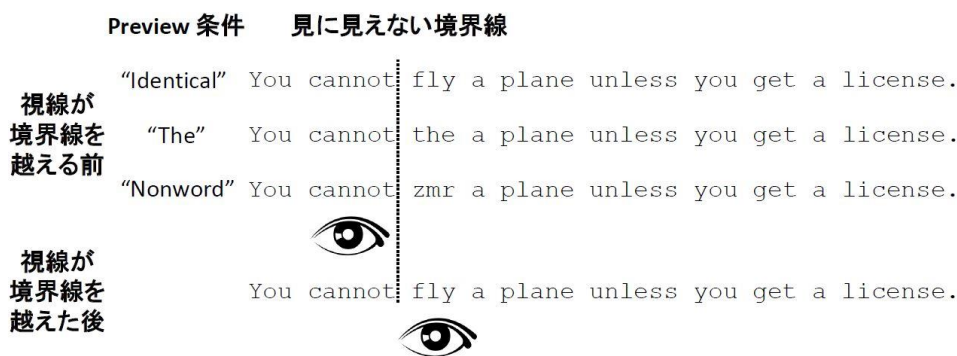 Preview 条件 見に見えない境界線
“Identical” You cannot fly a plane unless you get a license.
視線が
境界線を
越える前
“The” You cannot the a plane unless you get a license.
“Nonword” You cannot zmr a plane unless you get a license.
視線が
境界線を
越えた後
You cannot fly a plane unless you get a license.